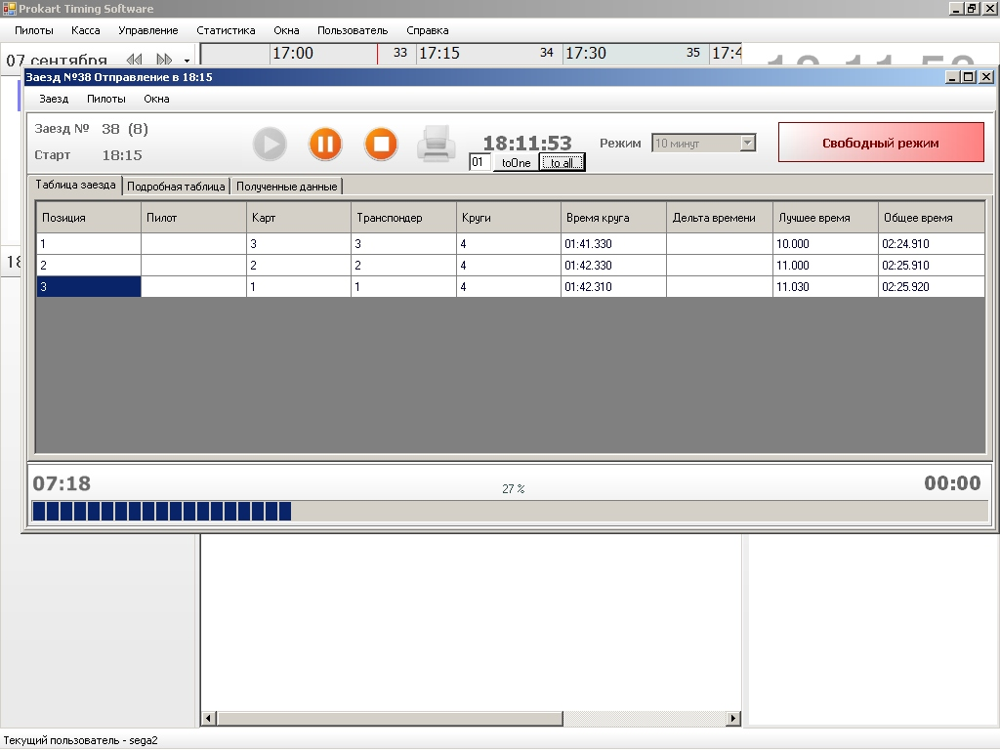 Prokart Timing Software
Пилоты Касса Управление Статистика Окна Пользователь Справка
07 сентября 17:00 33 17:15 34 17:30 35 17:4
Заезд №38 Отправление в 18:15
Заезд Пилоты Окна
Заезд № 38 (8)
Старт 18:15
18:11:53
01 toOne to all
Режим 10 минут
Свободный режим
Таблица заезда Подробная таблица Полученные данные
Позиция Пилот Карт Транспондер Круги Время круга Дельта времени Лучшее время Общее время
1 3 3 4 01:41.330 10.000 02:24.910
2 2 2 4 01:42.330 11.000 02:25.910
3 1 1 4 01:42.310 11.030 02:25.920
18
07:18 27 % 00:00
Текущий пользователь - sega2